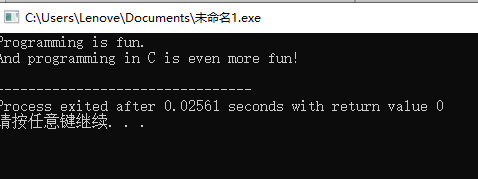 C:\Users\Lenove\Documents\未命名1.exe
Programming is fun.
And programming in C is even more fun!
--------------------------------
Process exited after 0.02561 seconds with return value 0
请按任意键继续. . .